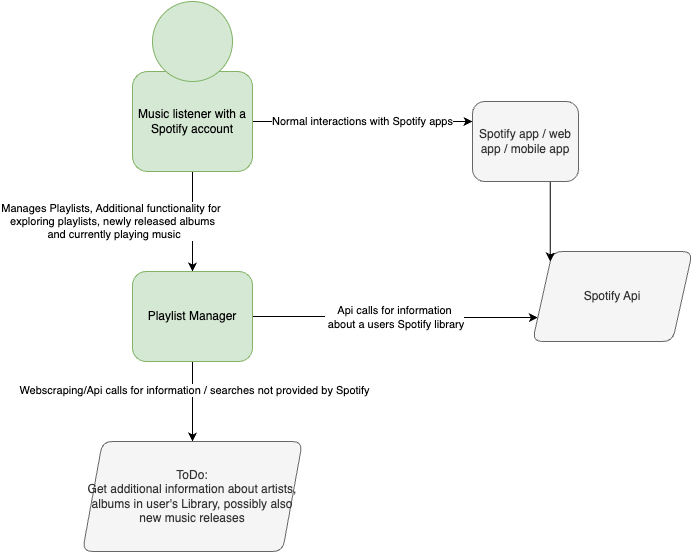 Music listener with a
Spotify account
Normal interactions with Spotify apps
Spotify app / web
app / mobile app
Manages Playlists, Additional functionality for
exploring playlists, newly released albums
and currently playing music
Spotify Api
Playlist Manager
Api calls for information
about a users Spotify library
Webscraping/Api calls for information / searches not provided by Spotify
ToDo:
Get additional information about artists,
albums in user's Library, possibly also
new music releases